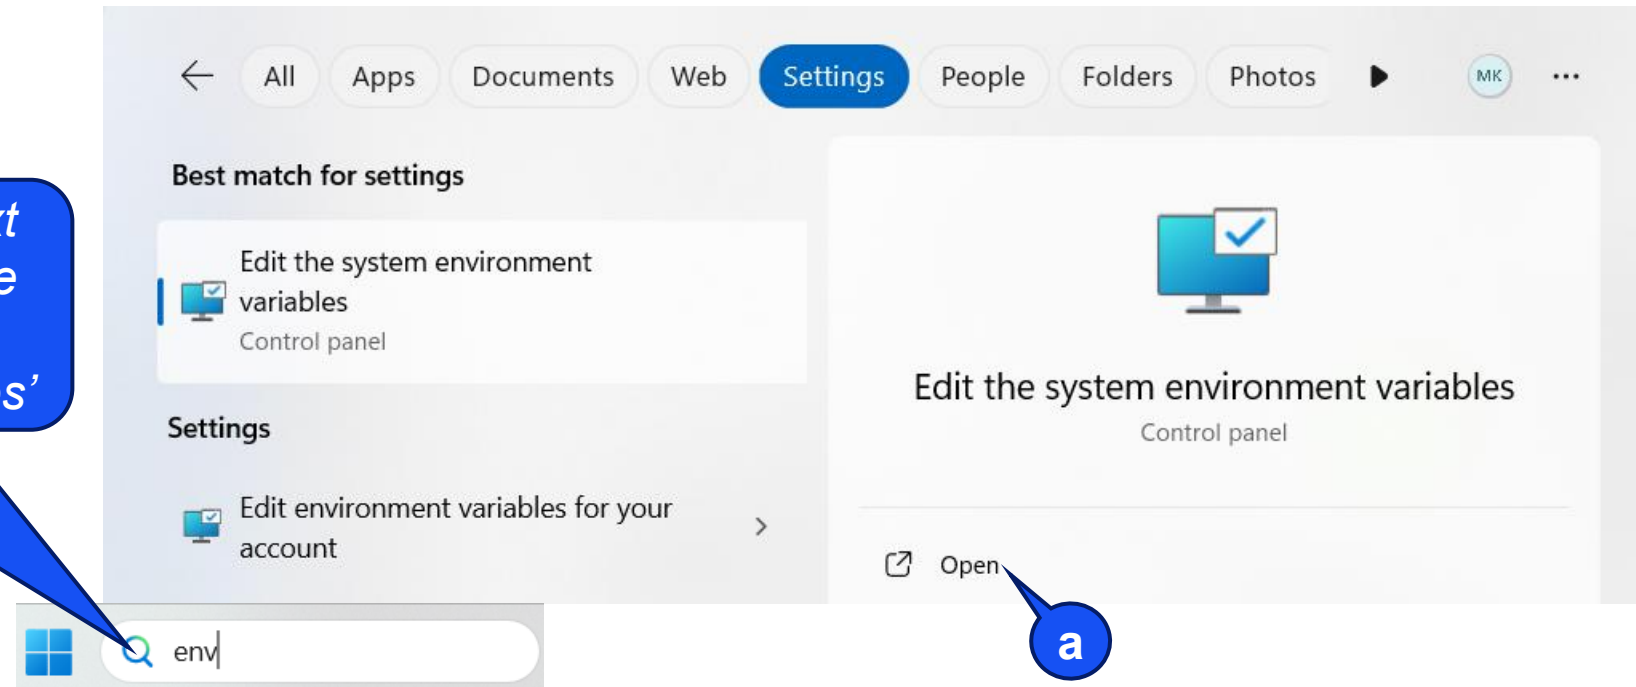 All Apps Documents Web Settings People Folders Photos MK ...
Best match for settings
Edit the system environment
variables
Control panel
Settings
Edit environment variables for your
account
Edit the system environment variables
Control panel
Open
a
env